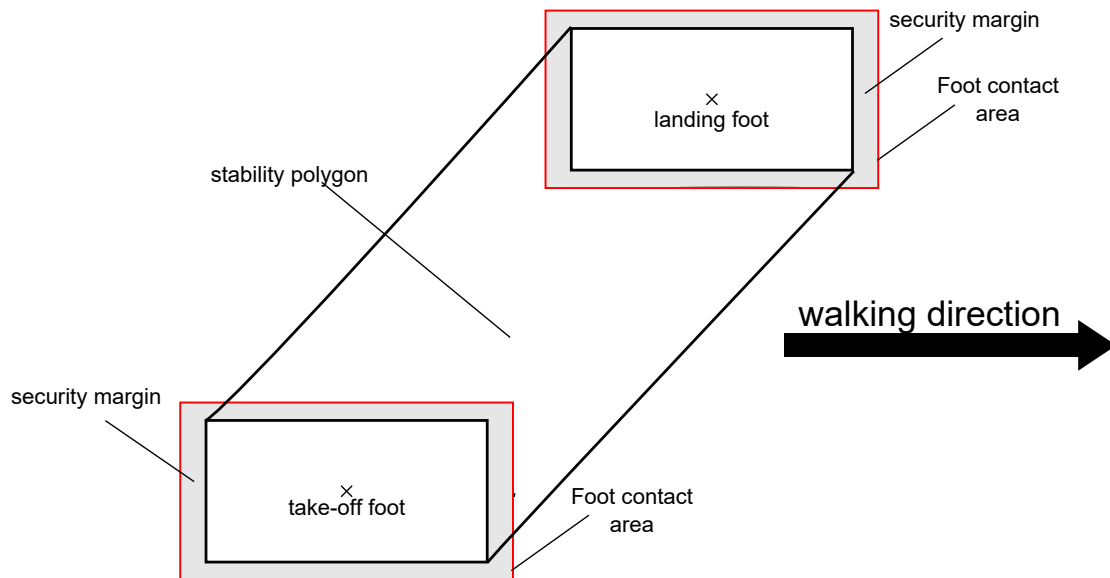 security margin
Foot contact
area
landing foot
stability polygon
walking direction
security margin
take-off foot
Foot contact
area